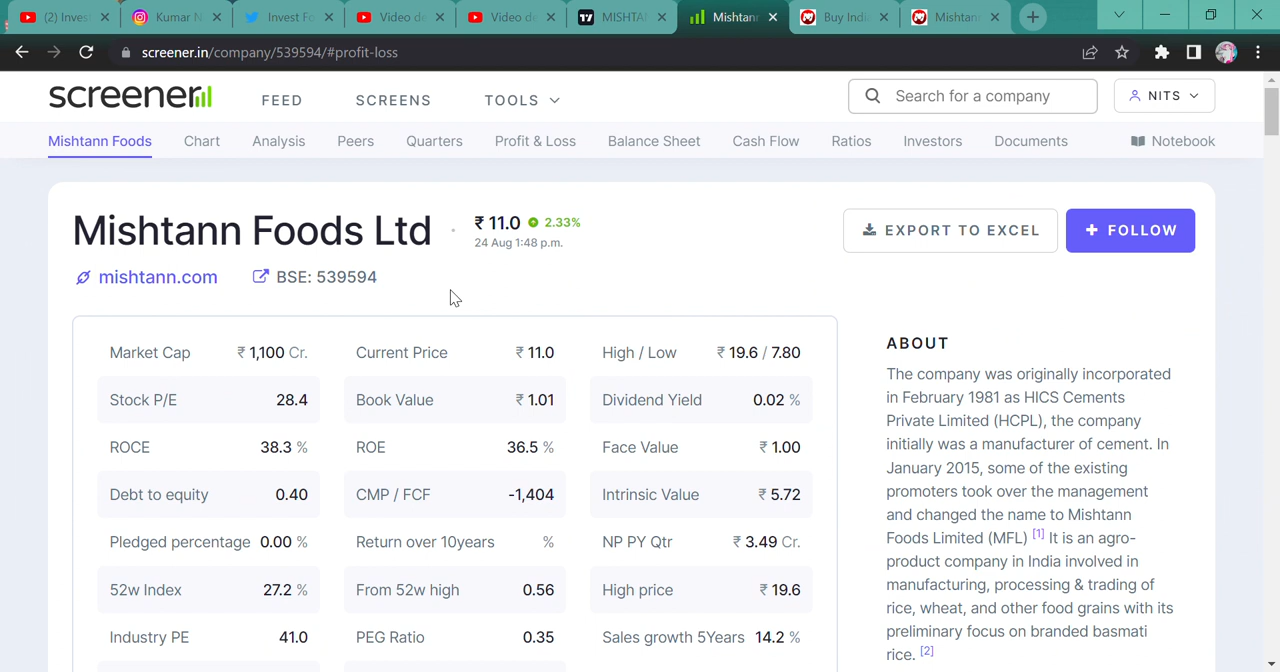 (2) Invest
Kumar N
Invest Fo
Video de
Video de
MISHTA
Mishtann
Buy Indi
Mishtann
screener.in/company/539594/#profit-loss
screener
FEED
SCREENS
TOOLS
Search for a company
NITS
Mishtann Foods
Chart
Analysis
Peers
Quarters
Profit & Loss
Balance Sheet
Cash Flow
Ratios
Investors
Documents
Notebook
Mishtann Foods Ltd
₹ 11.0 2.33%
24 Aug 1:48 p.m.
EXPORT TO EXCEL
+ FOLLOW
mishtann.com
BSE: 539594
Market Cap ₹ 1,100 Cr.
Current Price ₹ 11.0
High / Low ₹ 19.6 / 7.80
Stock P/E 28.4
Book Value ₹ 1.01
Dividend Yield 0.02 %
ROCE 38.3 %
ROE 36.5 %
Face Value ₹ 1.00
Debt to equity 0.40
CMP / FCF -1,404
Intrinsic Value ₹ 5.72
Pledged percentage 0.00 %
Return over 10years %
NP PY Qtr ₹ 3.49 Cr.
52w Index 27.2 %
From 52w high 0.56
High price ₹ 19.6
Industry PE 41.0
PEG Ratio 0.35
Sales growth 5Years 14.2 %
ABOUT
The company was originally incorporated
in February 1981 as HICS Cements
Private Limited (HCPL), the company
initially was a manufacturer of cement. In
January 2015, some of the existing
promoters took over the management
and changed the name to Mishtann
Foods Limited (MFL) [1] It is an agro-
product company in India involved in
manufacturing, processing & trading of
rice, wheat, and other food grains with its
preliminary focus on branded basmati
rice. [2]